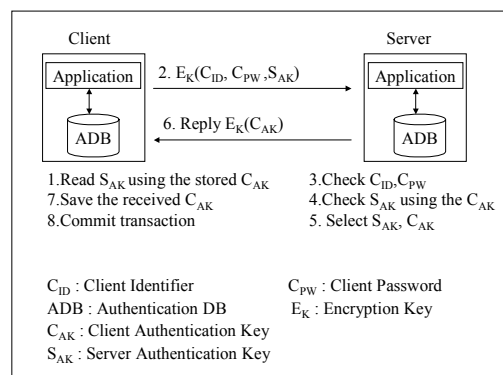 Client Server
Application 2. E_K(C_ID, C_PW ,S_AK) Application
6. Reply E_K(C_AK)
ADB ADB
1.Read S_AK using the stored C_AK 3.Check C_ID,C_PW
7.Save the received C_AK 4.Check S_AK using the C_AK
8.Commit transaction 5. Select S_AK, C_AK
C_ID : Client Identifier C_PW : Client Password
ADB : Authentication DB E_K : Encryption Key
C_AK : Client Authentication Key
S_AK : Server Authentication Key